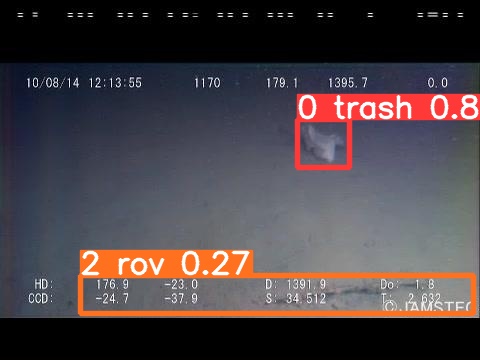 10/08/14 12:13:55 1170 179.1 1395.7 0.0
0 trash 0.8
2 rov 0.27
HD: 176.9 -23.0 D: 1391.9 Do: 1.8
CCD: -24.7 -37.9 S: 34.512 T: 2.632
©JAMSTEC